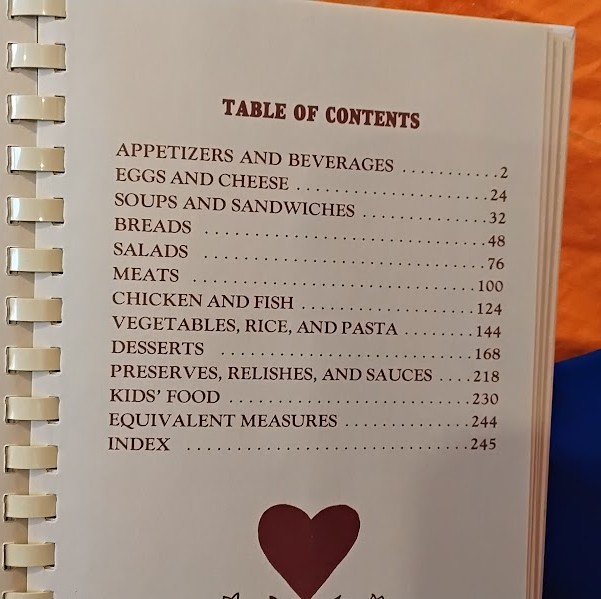 TABLE OF CONTENTS
APPETIZERS AND BEVERAGES ...........2
EGGS AND CHEESE ......................24
SOUPS AND SANDWICHES ..............32
BREADS ................................48
SALADS ................................76
MEATS ................................100
CHICKEN AND FISH ...................124
VEGETABLES, RICE, AND PASTA ........144
DESSERTS .............................168
PRESERVES, RELISHES, AND SAUCES ....218
KIDS' FOOD ...........................230
EQUIVALENT MEASURES ..............244
INDEX ................................245